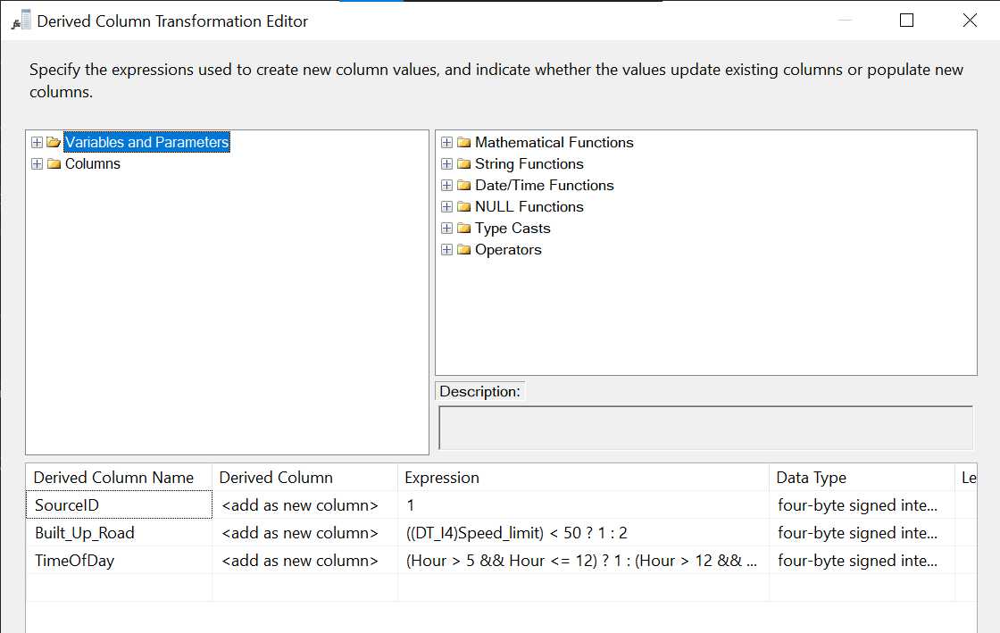 Derived Column Transformation Editor
Specify the expressions used to create new column values, and indicate whether the values update existing columns or populate new
columns.
Variables and Parameters
Columns
Mathematical Functions
String Functions
Date/Time Functions
NULL Functions
Type Casts
Operators
Description:
Derived Column Name Derived Column Expression Data Type Le
SourceID <add as new column> 1 four-byte signed inte...
Built_Up_Road <add as new column> ((DT_I4)Speed_limit) < 50 ? 1 : 2 four-byte signed inte...
TimeOfDay <add as new column> (Hour > 5 && Hour <= 12) ? 1 : (Hour > 12 && ... four-byte signed inte...